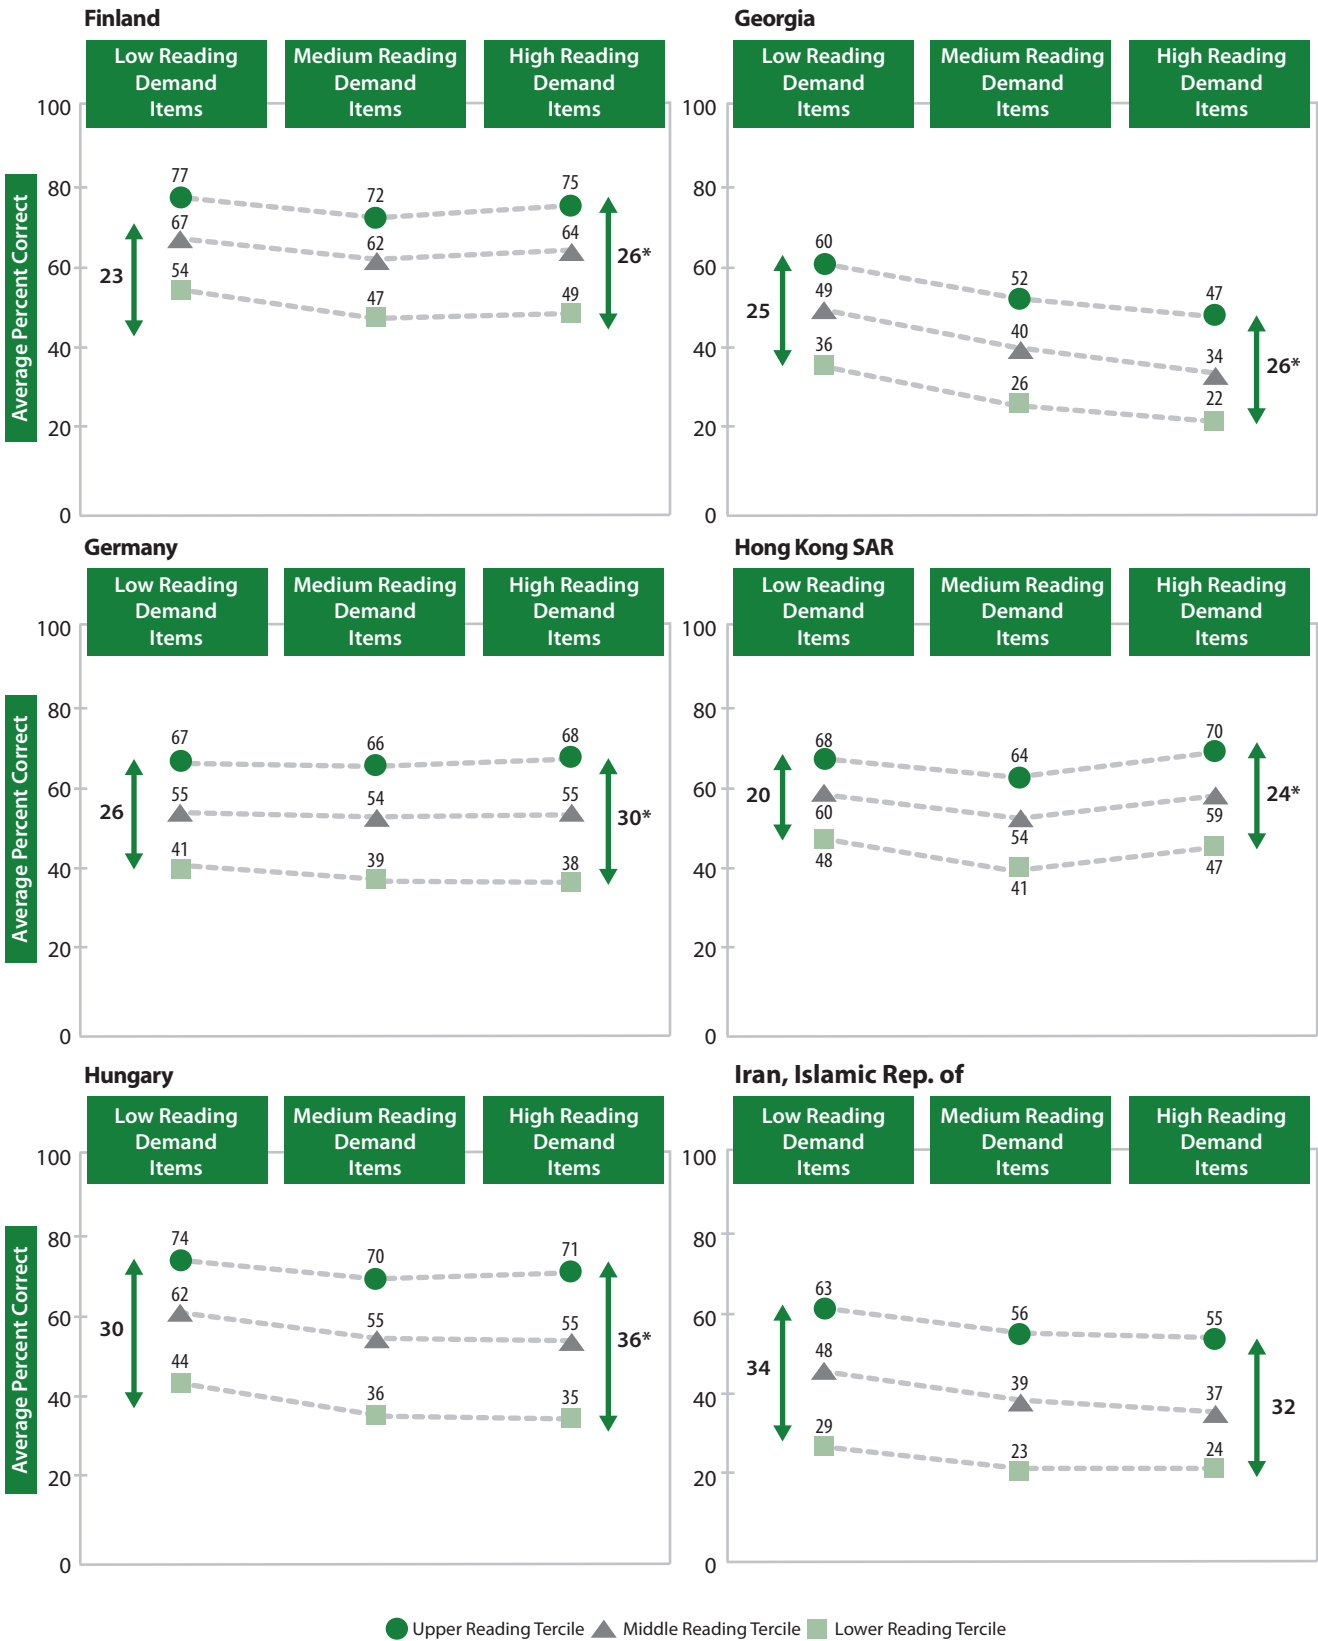 Finland
Low Reading
Demand
Items
Medium Reading
Demand
Items
High Reading
Demand
Items
Average Percent Correct
100
80
60
40
20
0
77
72
75
67
62
64
54
47
49
23
26*
Georgia
Low Reading
Demand
Items
Medium Reading
Demand
Items
High Reading
Demand
Items
100
80
60
40
20
0
60
52
47
49
40
34
36
26
22
25
26*
Germany
Low Reading
Demand
Items
Medium Reading
Demand
Items
High Reading
Demand
Items
Average Percent Correct
100
80
60
40
20
0
67
66
68
55
54
55
41
39
38
26
30*
Hong Kong SAR
Low Reading
Demand
Items
Medium Reading
Demand
Items
High Reading
Demand
Items
100
80
60
40
20
0
68
64
70
60
54
59
48
41
47
20
24*
Hungary
Low Reading
Demand
Items
Medium Reading
Demand
Items
High Reading
Demand
Items
Average Percent Correct
100
80
60
40
20
0
74
70
71
62
55
55
44
36
35
30
36*
Iran, Islamic Rep. of
Low Reading
Demand
Items
Medium Reading
Demand
Items
High Reading
Demand
Items
100
80
60
40
20
0
63
56
55
48
39
37
29
23
24
34
32
Upper Reading Tercile Middle Reading Tercile Lower Reading Tercile